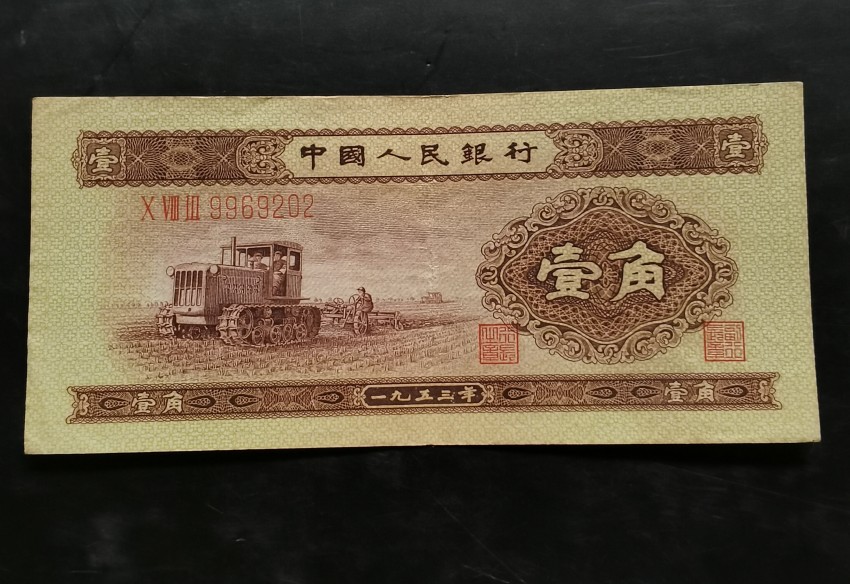 壹 中國人民銀行 壹
X VIII III 9969202
壹角
壹角 一九五三年 壹角